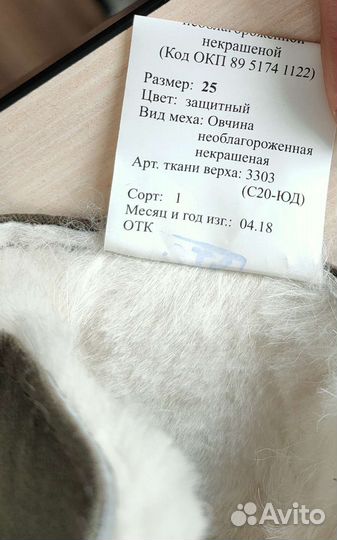 необлагороженной
некрашеной
(Код ОКП 89 5174 1122)
Размер: 25
Цвет: защитный
Вид меха: Овчина
необлагороженная
некрашеная
Арт. ткани верха: 3303
(С20-ЮД)
Сорт: 1
Месяц и год изг.: 04.18
ОТК
Avito